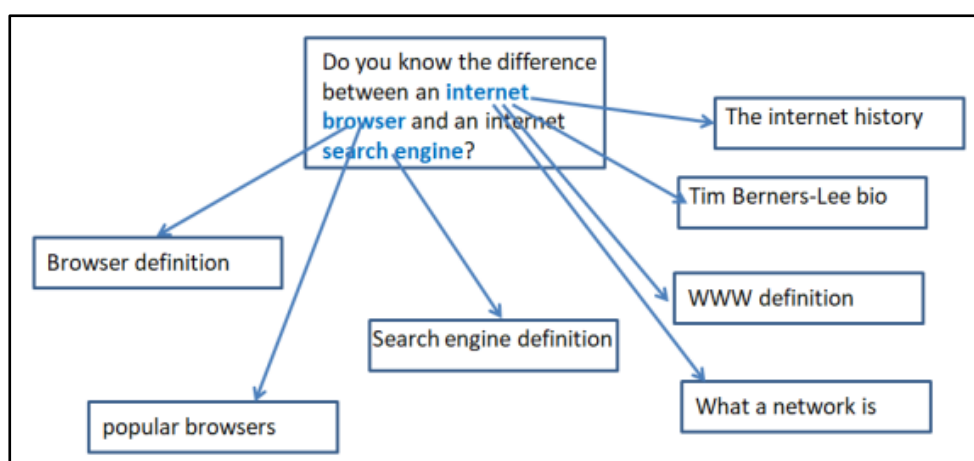 Do you know the difference
between an internet
browser and an internet
search engine?
The internet history
Tim Berners-Lee bio
Browser definition
WWW definition
Search engine definition
What a network is
popular browsers